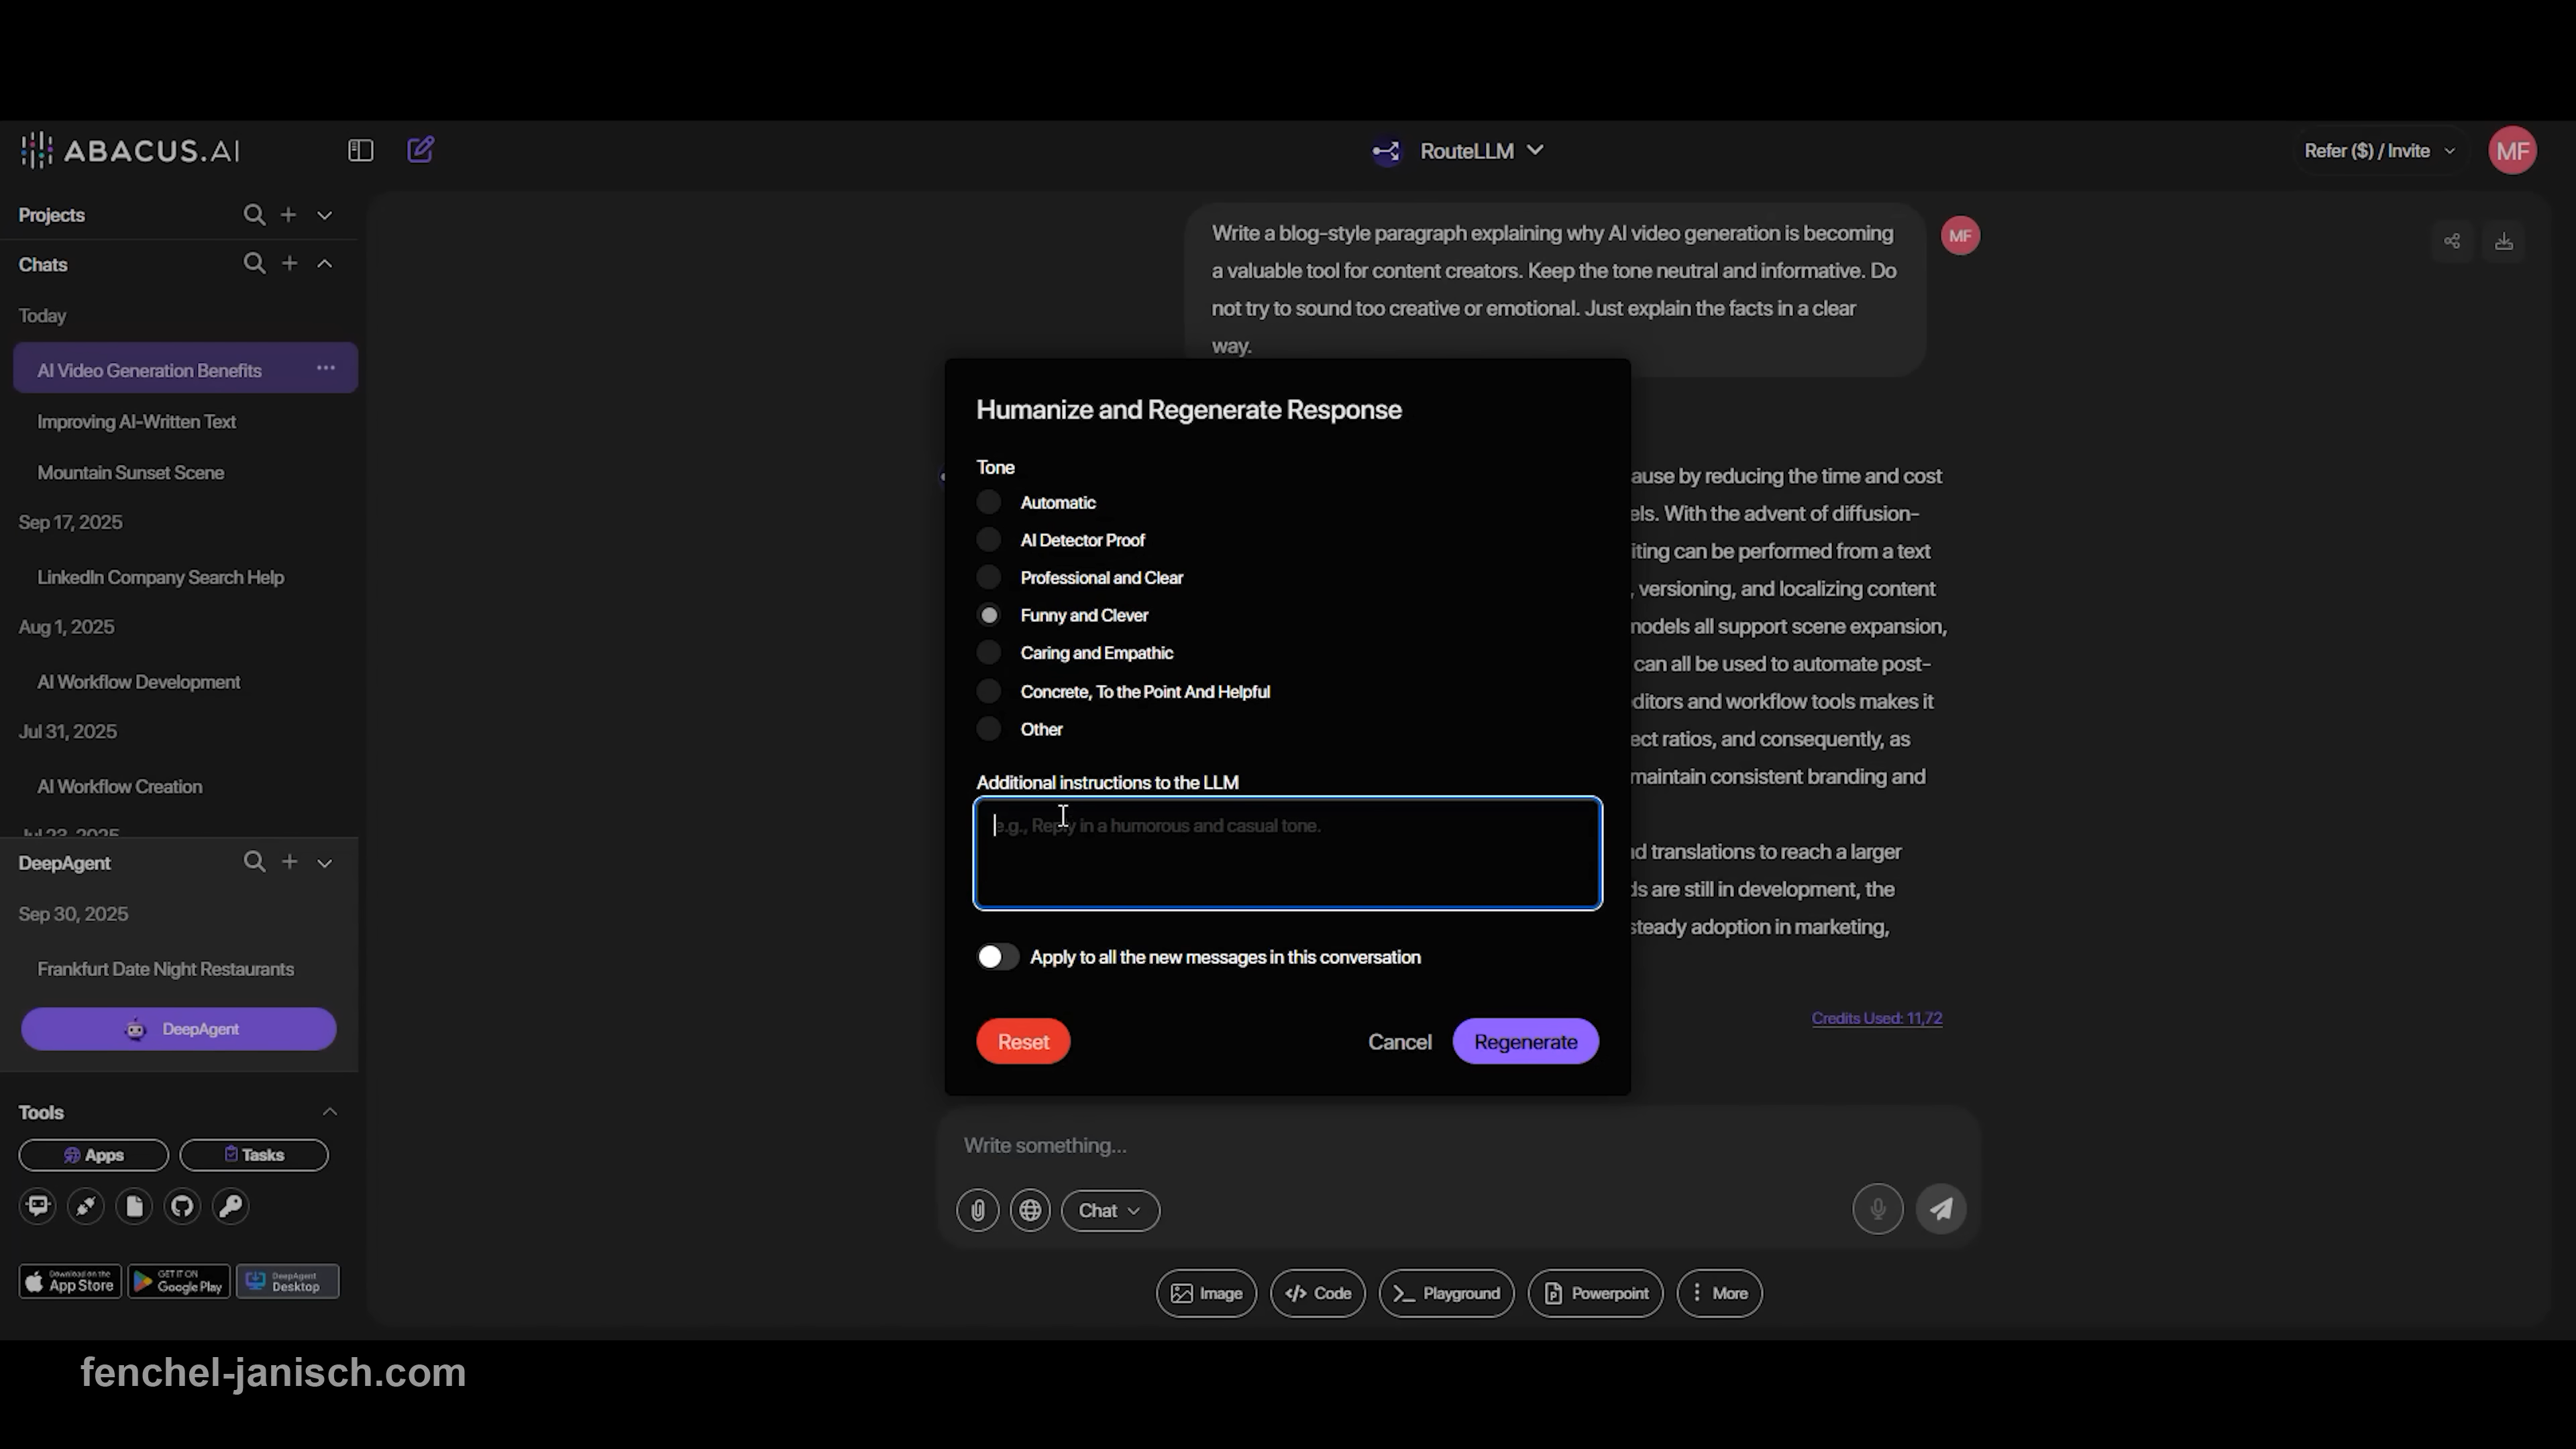 ABACUS.AI
RouteLLM
Refer ($) / Invite
MF
Projects
Chats
Today
AI Video Generation Benefits
Improving AI-Written Text
Mountain Sunset Scene
Sep 17, 2025
LinkedIn Company Search Help
Aug 1, 2025
AI Workflow Development
Jul 31, 2025
AI Workflow Creation
Jul 23, 2025
DeepAgent
Sep 30, 2025
Frankfurt Date Night Restaurants
DeepAgent
Tools
Apps
Tasks
Download on the
App Store
GET IT ON
Google Play
DeepAgent
Desktop
Write a blog-style paragraph explaining why AI video generation is becoming
a valuable tool for content creators. Keep the tone neutral and informative. Do
not try to sound too creative or emotional. Just explain the facts in a clear
way.
MF
Humanize and Regenerate Response
Tone
Automatic
AI Detector Proof
Professional and Clear
Funny and Clever
Caring and Empathic
Concrete, To the Point And Helpful
Other
Additional instructions to the LLM
e.g., Reply in a humorous and casual tone.
Apply to all the new messages in this conversation
Reset
Cancel
Regenerate
ause by reducing the time and cost
els. With the advent of diffusion-
iting can be performed from a text
, versioning, and localizing content
models all support scene expansion,
can all be used to automate post-
ditors and workflow tools makes it
ect ratios, and consequently, as
maintain consistent branding and
nd translations to reach a larger
ds are still in development, the
steady adoption in marketing,
Credits Used: 11,72
Write something...
Chat
Image
Code
Playground
Powerpoint
More
fenchel-janisch.com